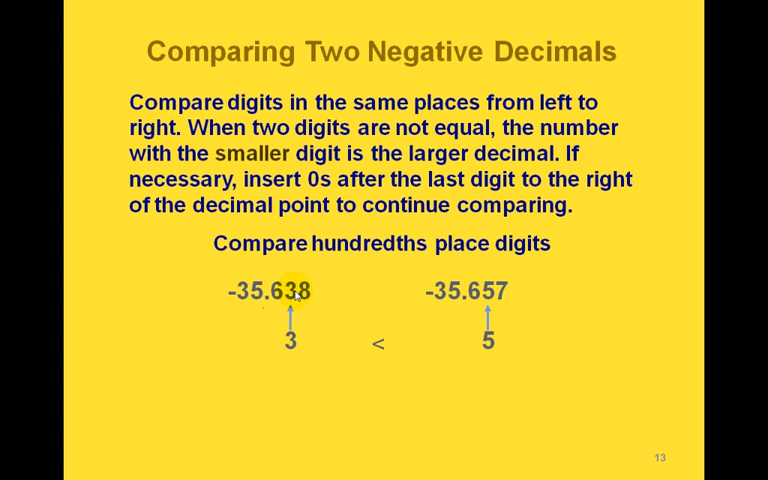 Comparing Two Negative Decimals
Compare digits in the same places from left to
right. When two digits are not equal, the number
with the smaller digit is the larger decimal. If
necessary, insert 0s after the last digit to the right
of the decimal point to continue comparing.
Compare hundredths place digits
-35.638 -35.657
3 < 5
13